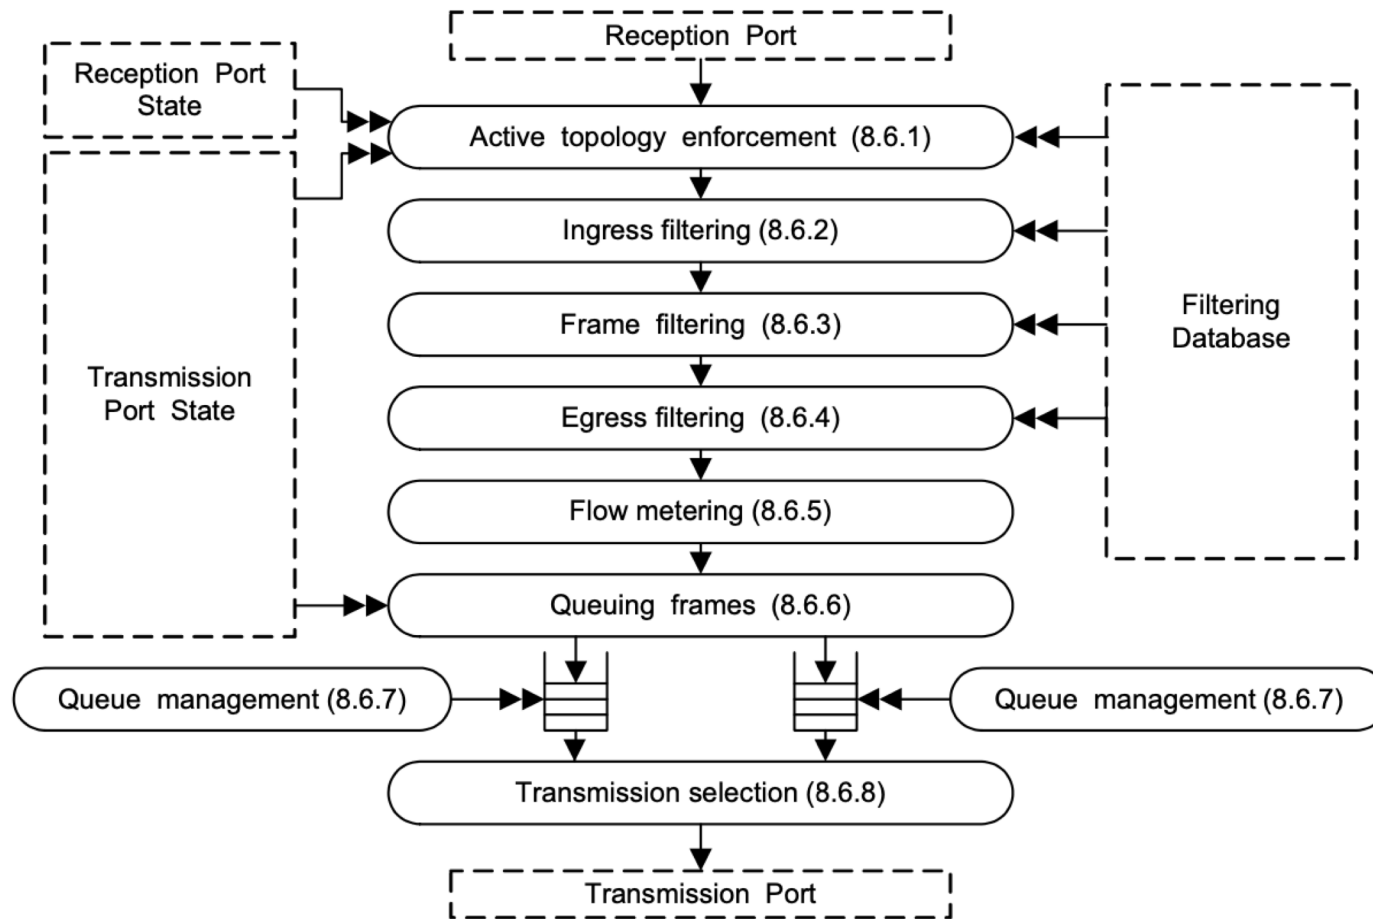 Reception Port
Reception Port
State
Active topology enforcement (8.6.1)
Ingress filtering (8.6.2)
Frame filtering (8.6.3)
Filtering
Database
Transmission
Port State
Egress filtering (8.6.4)
Flow metering (8.6.5)
Queuing frames (8.6.6)
Queue management (8.6.7)
Queue management (8.6.7)
Transmission selection (8.6.8)
Transmission Port